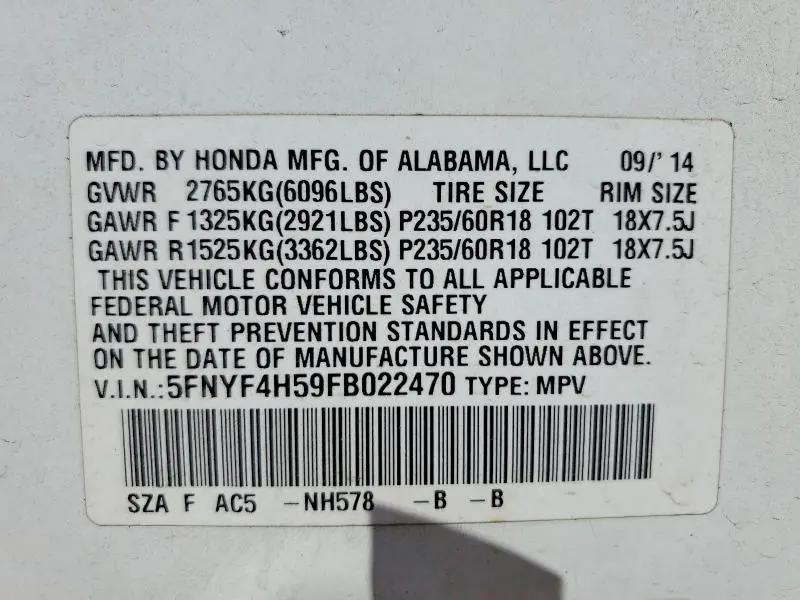 MFD. BY HONDA MFG. OF ALABAMA, LLC 09/' 14
GVWR 2765KG(6096LBS) TIRE SIZE RIM SIZE
GAWR F 1325KG(2921LBS) P235/60R18 102T 18X7.5J
GAWR R1525KG(3362LBS) P235/60R18 102T 18X7.5J
THIS VEHICLE CONFORMS TO ALL APPLICABLE
FEDERAL MOTOR VEHICLE SAFETY
AND THEFT PREVENTION STANDARDS IN EFFECT
ON THE DATE OF MANUFACTURE SHOWN ABOVE.
V.I.N.:5FNYF4H59FB022470 TYPE: MPV
SZA F AC5 -NH578 -B -B